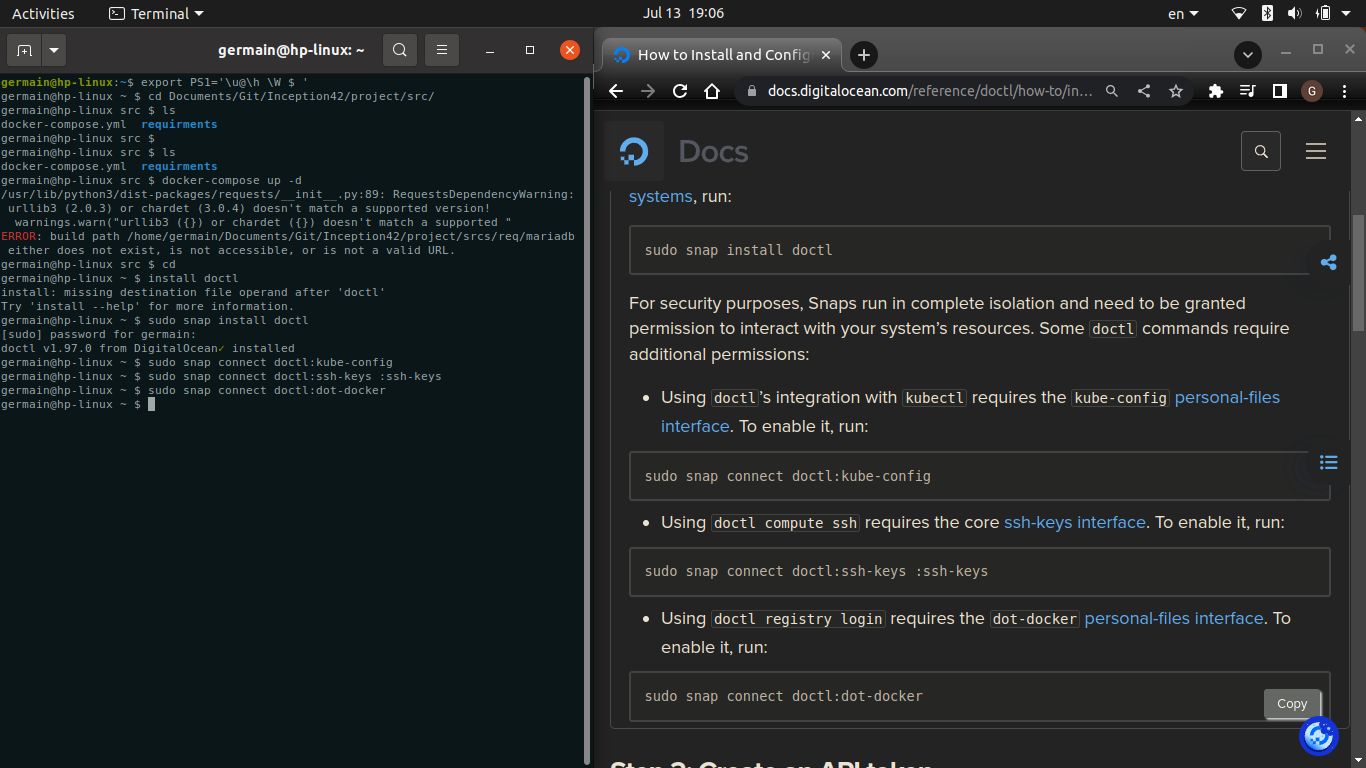 Activities Terminal Jul 13 19:06 en
germain@hp-linux: ~
germain@hp-linux:~$ export PS1='\u@\h \W $ '
germain@hp-linux ~ $ cd Documents/Git/Inception42/project/src/
germain@hp-linux src $ ls
docker-compose.yml requirments
germain@hp-linux src $
germain@hp-linux src $ ls
docker-compose.yml requirments
germain@hp-linux src $ docker-compose up -d
/usr/lib/python3/dist-packages/requests/__init__.py:89: RequestsDependencyWarning:
urllib3 (2.0.3) or chardet (3.0.4) doesn't match a supported version!
warnings.warn("urllib3 ({}) or chardet ({}) doesn't match a supported "
ERROR: build path /home/germain/Documents/Git/Inception42/project/srcs/req/mariadb
either does not exist, is not accessible, or is not a valid URL.
germain@hp-linux src $ cd
germain@hp-linux ~ $ install doctl
install: missing destination file operand after 'doctl'
Try 'install --help' for more information.
germain@hp-linux ~ $ sudo snap install doctl
[sudo] password for germain:
doctl v1.97.0 from DigitalOcean✓ installed
germain@hp-linux ~ $ sudo snap connect doctl:kube-config
germain@hp-linux ~ $ sudo snap connect doctl:ssh-keys :ssh-keys
germain@hp-linux ~ $ sudo snap connect doctl:dot-docker
germain@hp-linux ~ $
How to Install and Config
docs.digitalocean.com/reference/doctl/how-to/in...
G
Docs
systems, run:
sudo snap install doctl
For security purposes, Snaps run in complete isolation and need to be granted
permission to interact with your system’s resources. Some doctl commands require
additional permissions:
• Using doctl’s integration with kubectl requires the kube-config personal-files
interface. To enable it, run:
sudo snap connect doctl:kube-config
• Using doctl compute ssh requires the core ssh-keys interface. To enable it, run:
sudo snap connect doctl:ssh-keys :ssh-keys
• Using doctl registry login requires the dot-docker personal-files interface. To
enable it, run:
sudo snap connect doctl:dot-docker
Copy
Step 2: Create an API token